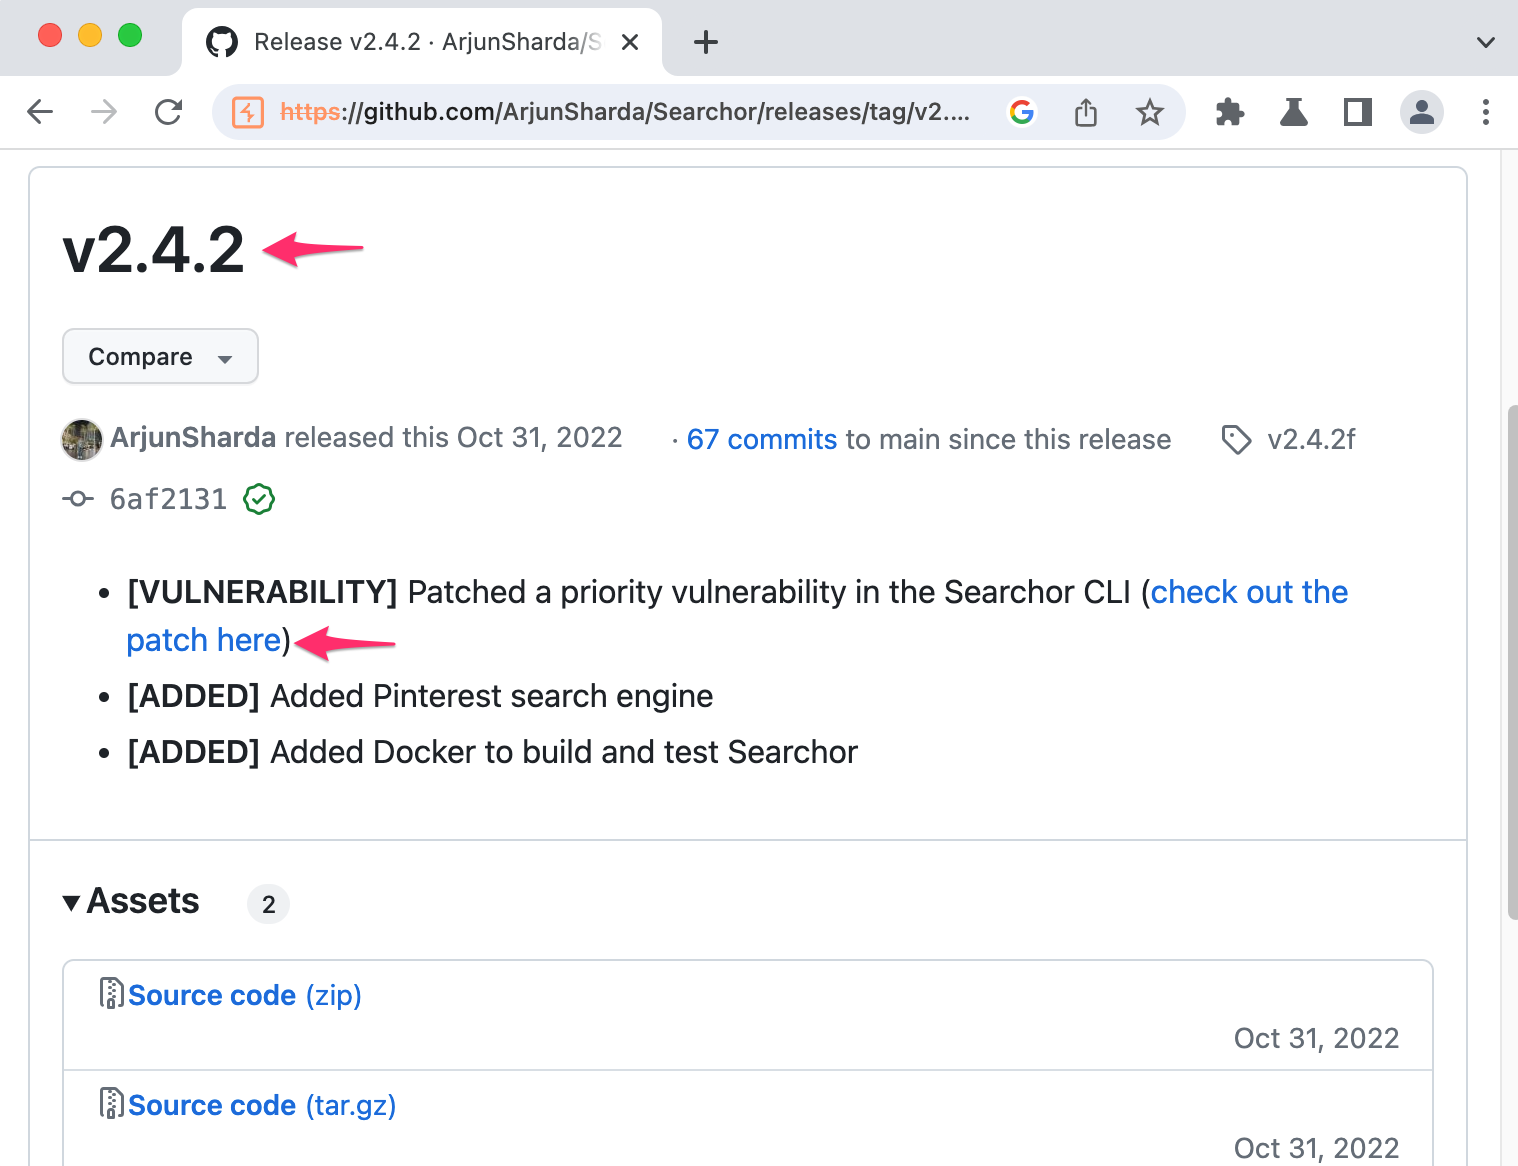 Release v2.4.2 · ArjunSharda/S
https://github.com/ArjunSharda/Searchor/releases/tag/v2....
v2.4.2
Compare
ArjunSharda released this Oct 31, 2022 · 67 commits to main since this release v2.4.2f
6af2131
• [VULNERABILITY] Patched a priority vulnerability in the Searchor CLI (check out the
patch here)
• [ADDED] Added Pinterest search engine
• [ADDED] Added Docker to build and test Searchor
Assets 2
Source code (zip)
Oct 31, 2022
Source code (tar.gz)
Oct 31, 2022